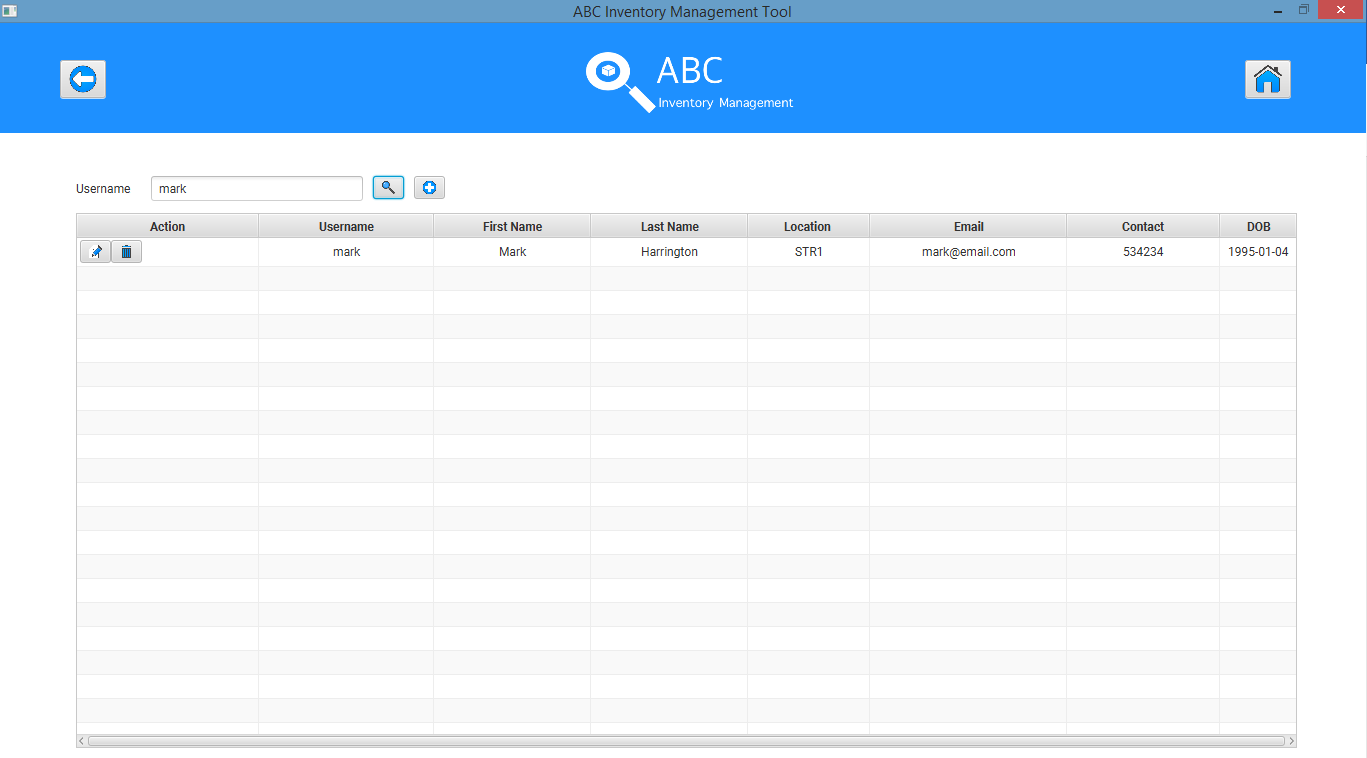 ABC Inventory Management Tool
ABC
Inventory Management
Username mark
Action Username First Name Last Name Location Email Contact DOB
mark Mark Harrington STR1 mark@email.com 534234 1995-01-04